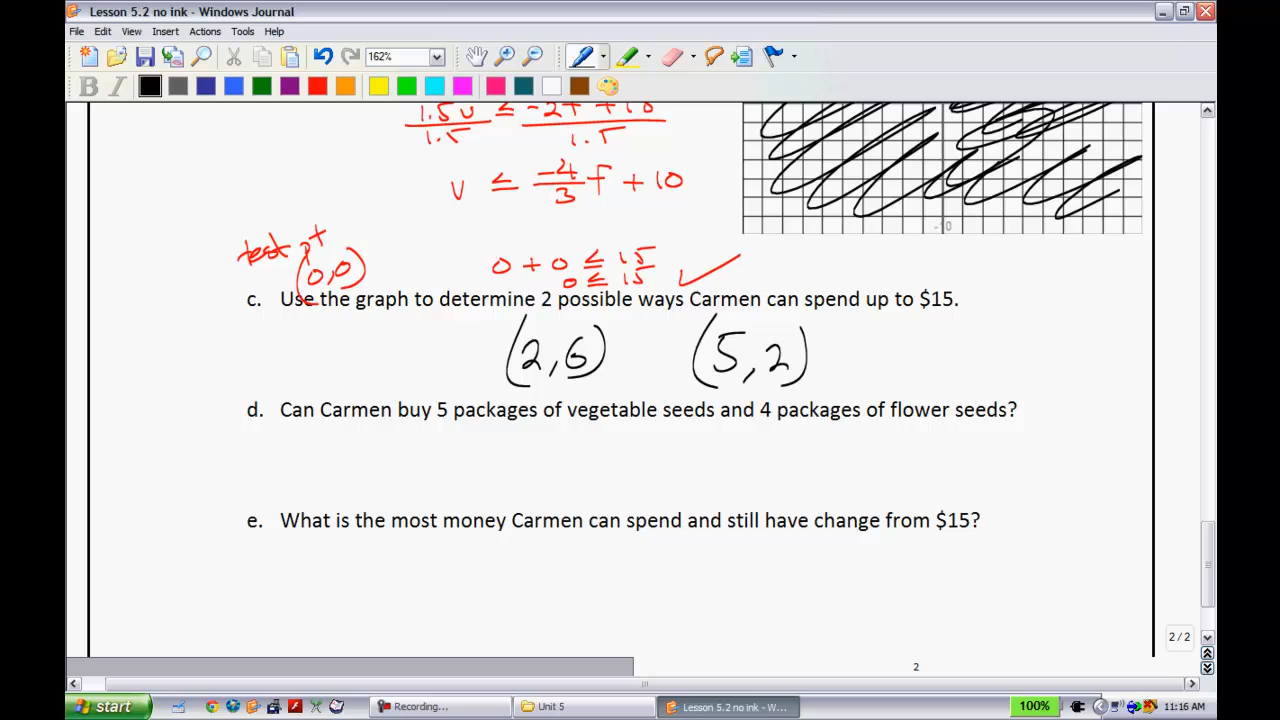 Lesson 5.2 no ink - Windows Journal
File Edit View Insert Actions Tools Help
162%
B I
1.5v ≤ -2f + 10
1.5 1.5
v ≤ -4/3 f + 10
-10
test pt
(0,0)
0 + 0 ≤ 15
0 ≤ 15 ✓
c. Use the graph to determine 2 possible ways Carmen can spend up to $15.
(2,6) (5,2)
d. Can Carmen buy 5 packages of vegetable seeds and 4 packages of flower seeds?
e. What is the most money Carmen can spend and still have change from $15?
2 / 2
2
start Recording... Unit 5 Lesson 5.2 no ink - W... 100% 11:16 AM